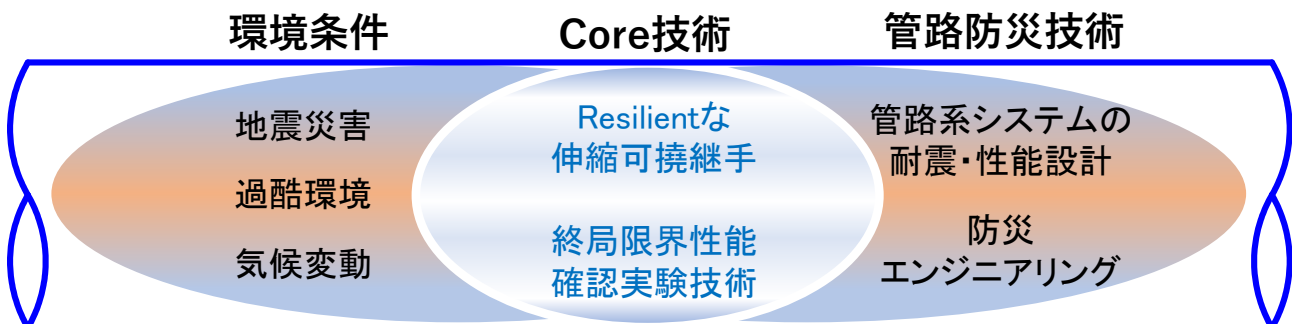 環境条件
Core技術
管路防災技術
地震災害
過酷環境
気候変動
Resilientな
伸縮可撓継手
終局限界性能
確認実験技術
管路系システムの
耐震・性能設計
防災
エンジニアリング